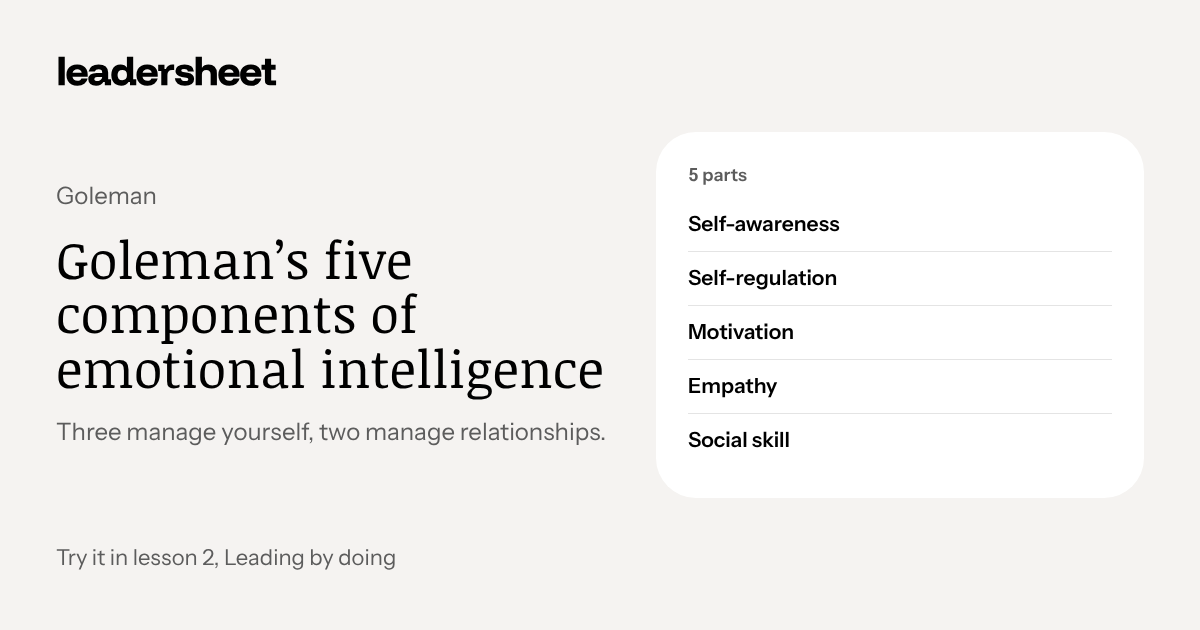 leadersheet
Goleman
Goleman’s five
components of
emotional intelligence
Three manage yourself, two manage relationships.
Try it in lesson 2, Leading by doing
5 parts
Self-awareness
Self-regulation
Motivation
Empathy
Social skill